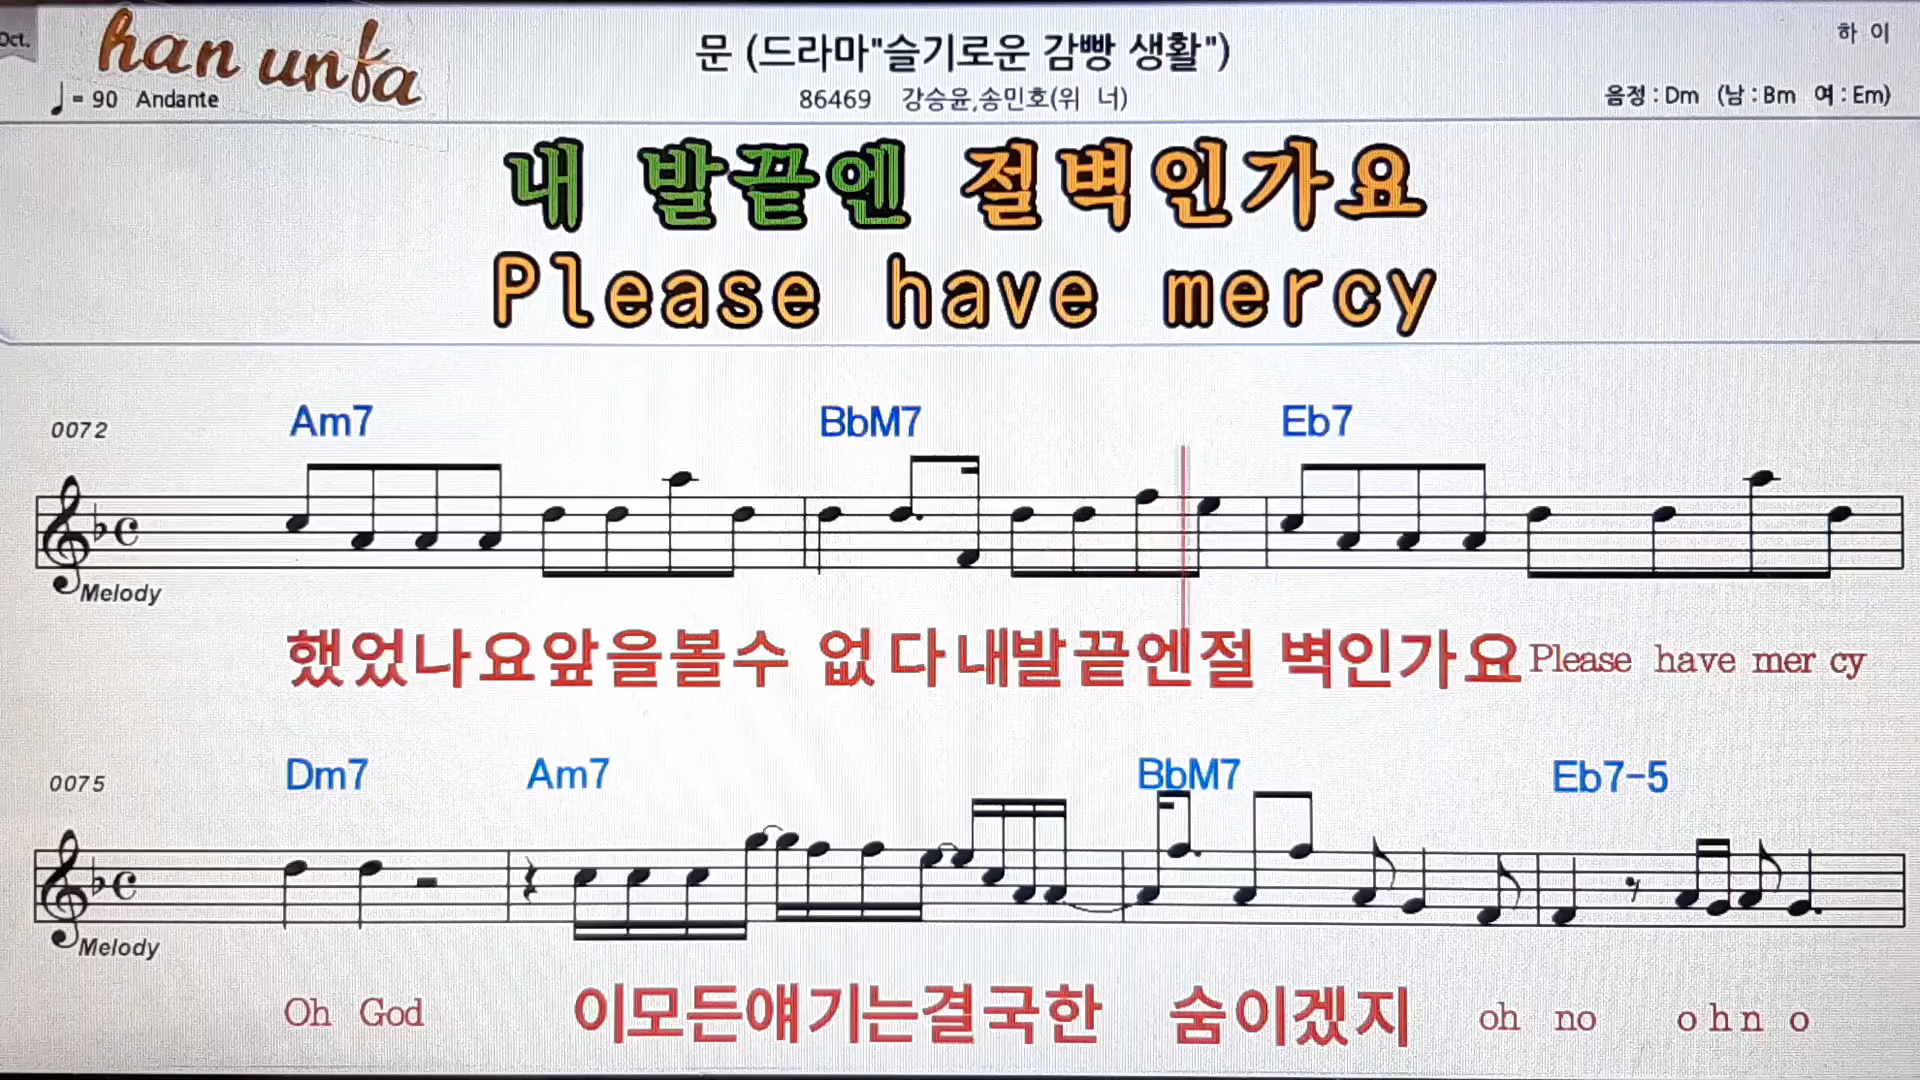 Oct.
han unfa
문 (드라마"슬기로운 감빵 생활")
하 이
= 90 Andante
86469 강승윤,송민호(위 너)
음정 : Dm (남 : Bm 여 : Em)
내 발끝엔 절벽인가요
Please have mercy
0072 Am7 BbM7 Eb7
Melody
했었나요앞을볼수 없다내발끝엔절 벽인가요Please have mer cy
0075 Dm7 Am7 BbM7 Eb7-5
Melody
Oh God 이모든얘기는결국한 숨이겠지 oh no o h n o